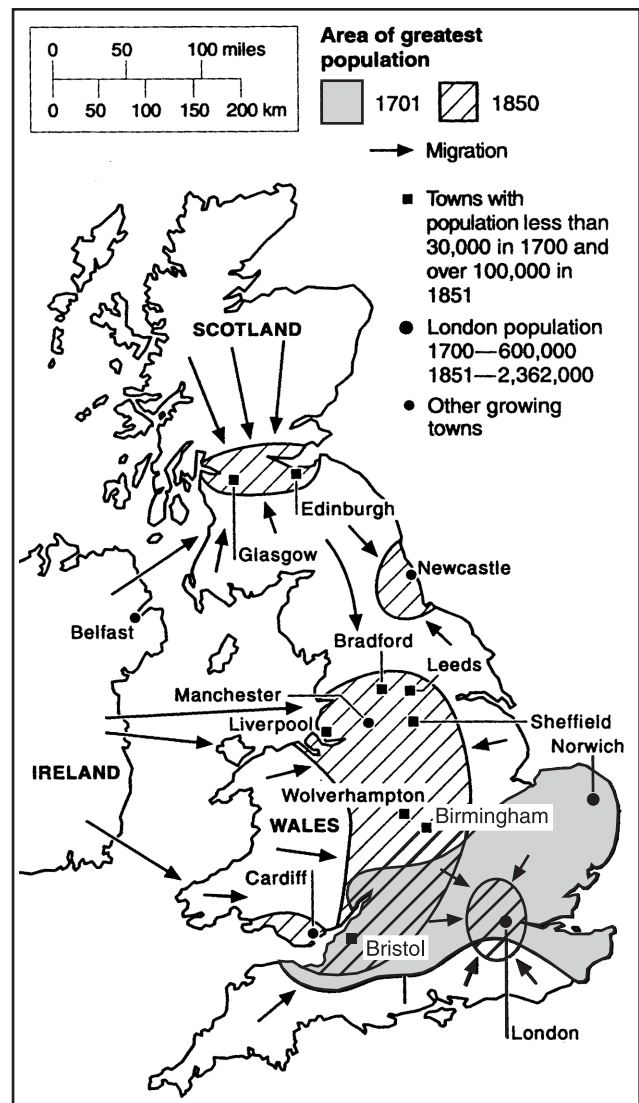 0 50 100 miles
0 50 100 150 200 km
Area of greatest
population
1701 1850
Migration
Towns with
population less than
30,000 in 1700 and
over 100,000 in
1851
London population
1700—600,000
1851—2,362,000
Other growing
towns
SCOTLAND
Edinburgh
Glasgow
Newcastle
Belfast
Bradford
Leeds
Manchester
Liverpool
Sheffield
Norwich
IRELAND
Wolverhampton
Birmingham
WALES
Cardiff
Bristol
London